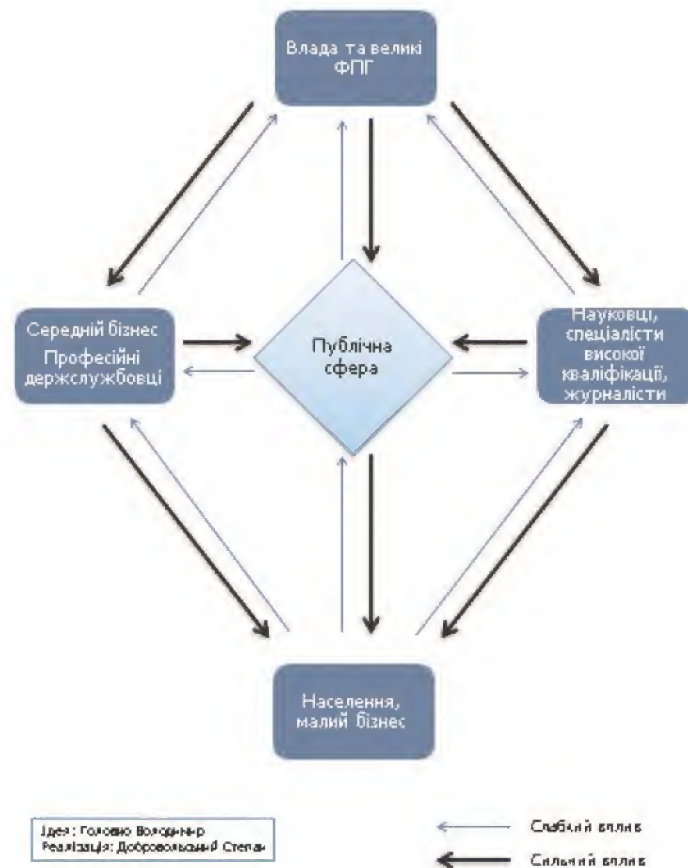 Влада та великі
ФПГ
Середній бізнес
Професійні
держслужбовці
Публічна
сфера
Науковці,
спеціалісти
високої
кваліфікації,
журналісти
Населення,
малий бізнес
Ідея: Головко Володимир
Реалізація: Добровольський Степан
Слабкий вплив
Сильний вплив